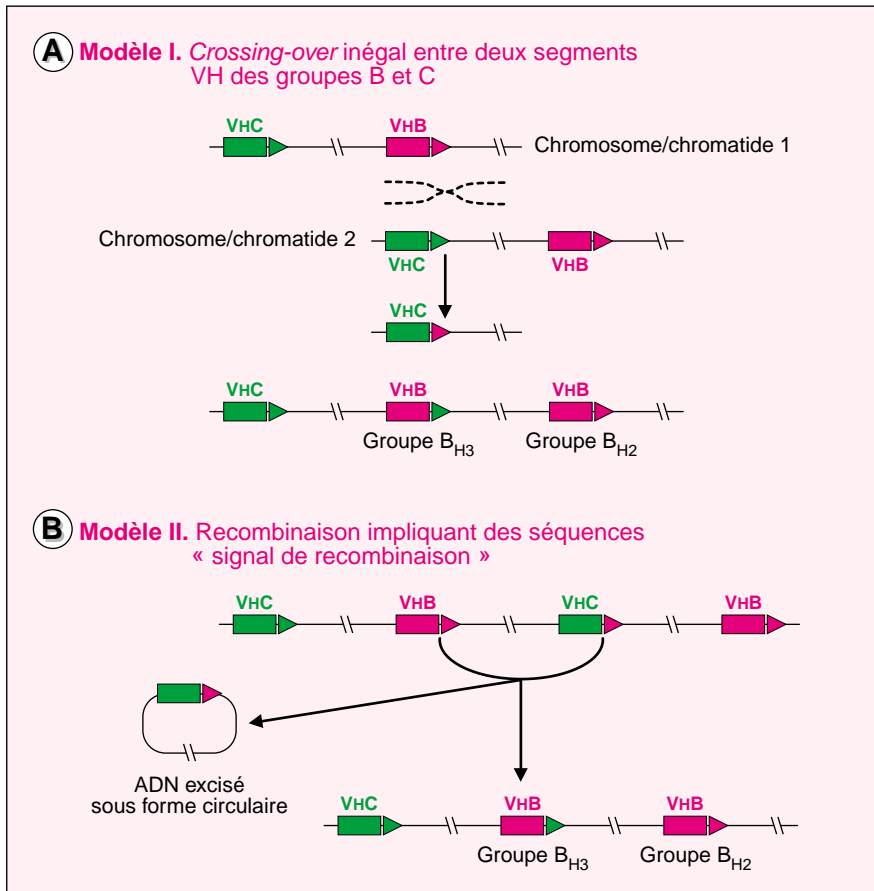 A Modèle I. Crossing-over inégal entre deux segments
VH des groupes B et C
VHC VHB
Chromosome/chromatide 1
Chromosome/chromatide 2
VHC VHB
VHC
VHC VHB VHB
Groupe BH3 Groupe BH2
B Modèle II. Recombinaison impliquant des séquences
« signal de recombinaison »
VHC VHB VHC VHB
ADN excisé
sous forme circulaire
VHC VHB VHB
Groupe BH3 Groupe BH2